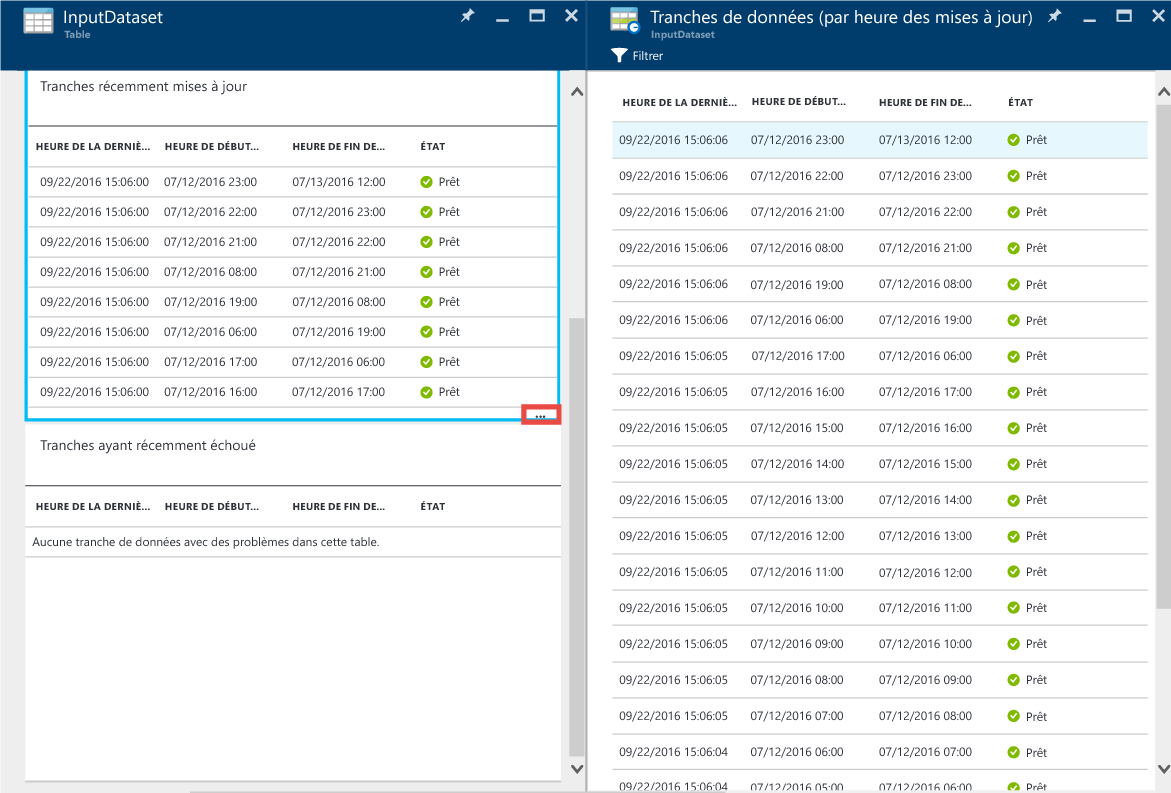 InputDataset
Table
Tranches récemment mises à jour
HEURE DE LA DERNIÈ... HEURE DE DÉBUT... HEURE DE FIN DE... ÉTAT
09/22/2016 15:06:00 07/12/2016 23:00 07/13/2016 12:00 Prêt
09/22/2016 15:06:00 07/12/2016 22:00 07/12/2016 23:00 Prêt
09/22/2016 15:06:00 07/12/2016 21:00 07/12/2016 22:00 Prêt
09/22/2016 15:06:00 07/12/2016 08:00 07/12/2016 21:00 Prêt
09/22/2016 15:06:00 07/12/2016 19:00 07/12/2016 08:00 Prêt
09/22/2016 15:06:00 07/12/2016 06:00 07/12/2016 19:00 Prêt
09/22/2016 15:06:00 07/12/2016 17:00 07/12/2016 06:00 Prêt
09/22/2016 15:06:00 07/12/2016 16:00 07/12/2016 17:00 Prêt
...
Tranches ayant récemment échoué
HEURE DE LA DERNIÈ... HEURE DE DÉBUT... HEURE DE FIN DE... ÉTAT
Aucune tranche de données avec des problèmes dans cette table.
Tranches de données (par heure des mises à jour)
InputDataset
Filtrer
HEURE DE LA DERNIÈ... HEURE DE DÉBUT... HEURE DE FIN DE... ÉTAT
09/22/2016 15:06:06 07/12/2016 23:00 07/13/2016 12:00 Prêt
09/22/2016 15:06:06 07/12/2016 22:00 07/12/2016 23:00 Prêt
09/22/2016 15:06:06 07/12/2016 21:00 07/12/2016 22:00 Prêt
09/22/2016 15:06:06 07/12/2016 08:00 07/12/2016 21:00 Prêt
09/22/2016 15:06:06 07/12/2016 19:00 07/12/2016 08:00 Prêt
09/22/2016 15:06:06 07/12/2016 06:00 07/12/2016 19:00 Prêt
09/22/2016 15:06:05 07/12/2016 17:00 07/12/2016 06:00 Prêt
09/22/2016 15:06:05 07/12/2016 16:00 07/12/2016 17:00 Prêt
09/22/2016 15:06:05 07/12/2016 15:00 07/12/2016 16:00 Prêt
09/22/2016 15:06:05 07/12/2016 14:00 07/12/2016 15:00 Prêt
09/22/2016 15:06:05 07/12/2016 13:00 07/12/2016 14:00 Prêt
09/22/2016 15:06:05 07/12/2016 12:00 07/12/2016 13:00 Prêt
09/22/2016 15:06:05 07/12/2016 11:00 07/12/2016 12:00 Prêt
09/22/2016 15:06:05 07/12/2016 10:00 07/12/2016 11:00 Prêt
09/22/2016 15:06:05 07/12/2016 09:00 07/12/2016 10:00 Prêt
09/22/2016 15:06:05 07/12/2016 08:00 07/12/2016 09:00 Prêt
09/22/2016 15:06:05 07/12/2016 07:00 07/12/2016 08:00 Prêt
09/22/2016 15:06:04 07/12/2016 06:00 07/12/2016 07:00 Prêt
09/22/2016 15:06:04 07/12/2016 05:00 07/12/2016 06:00 Prêt